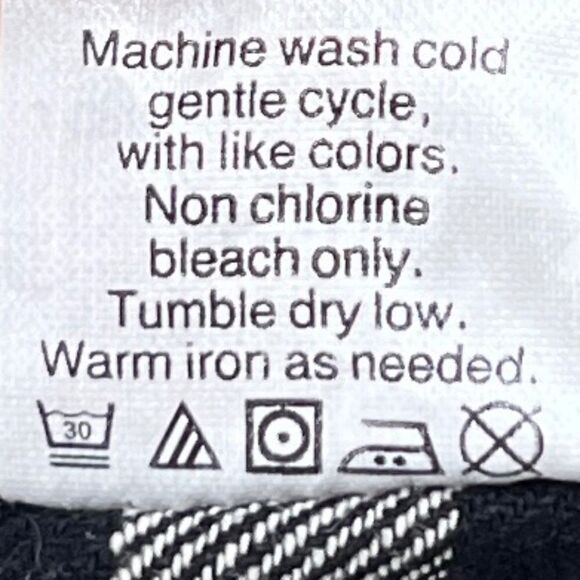 Machine wash cold
gentle cycle,
with like colors.
Non chlorine
bleach only.
Tumble dry low.
Warm iron as needed.
30